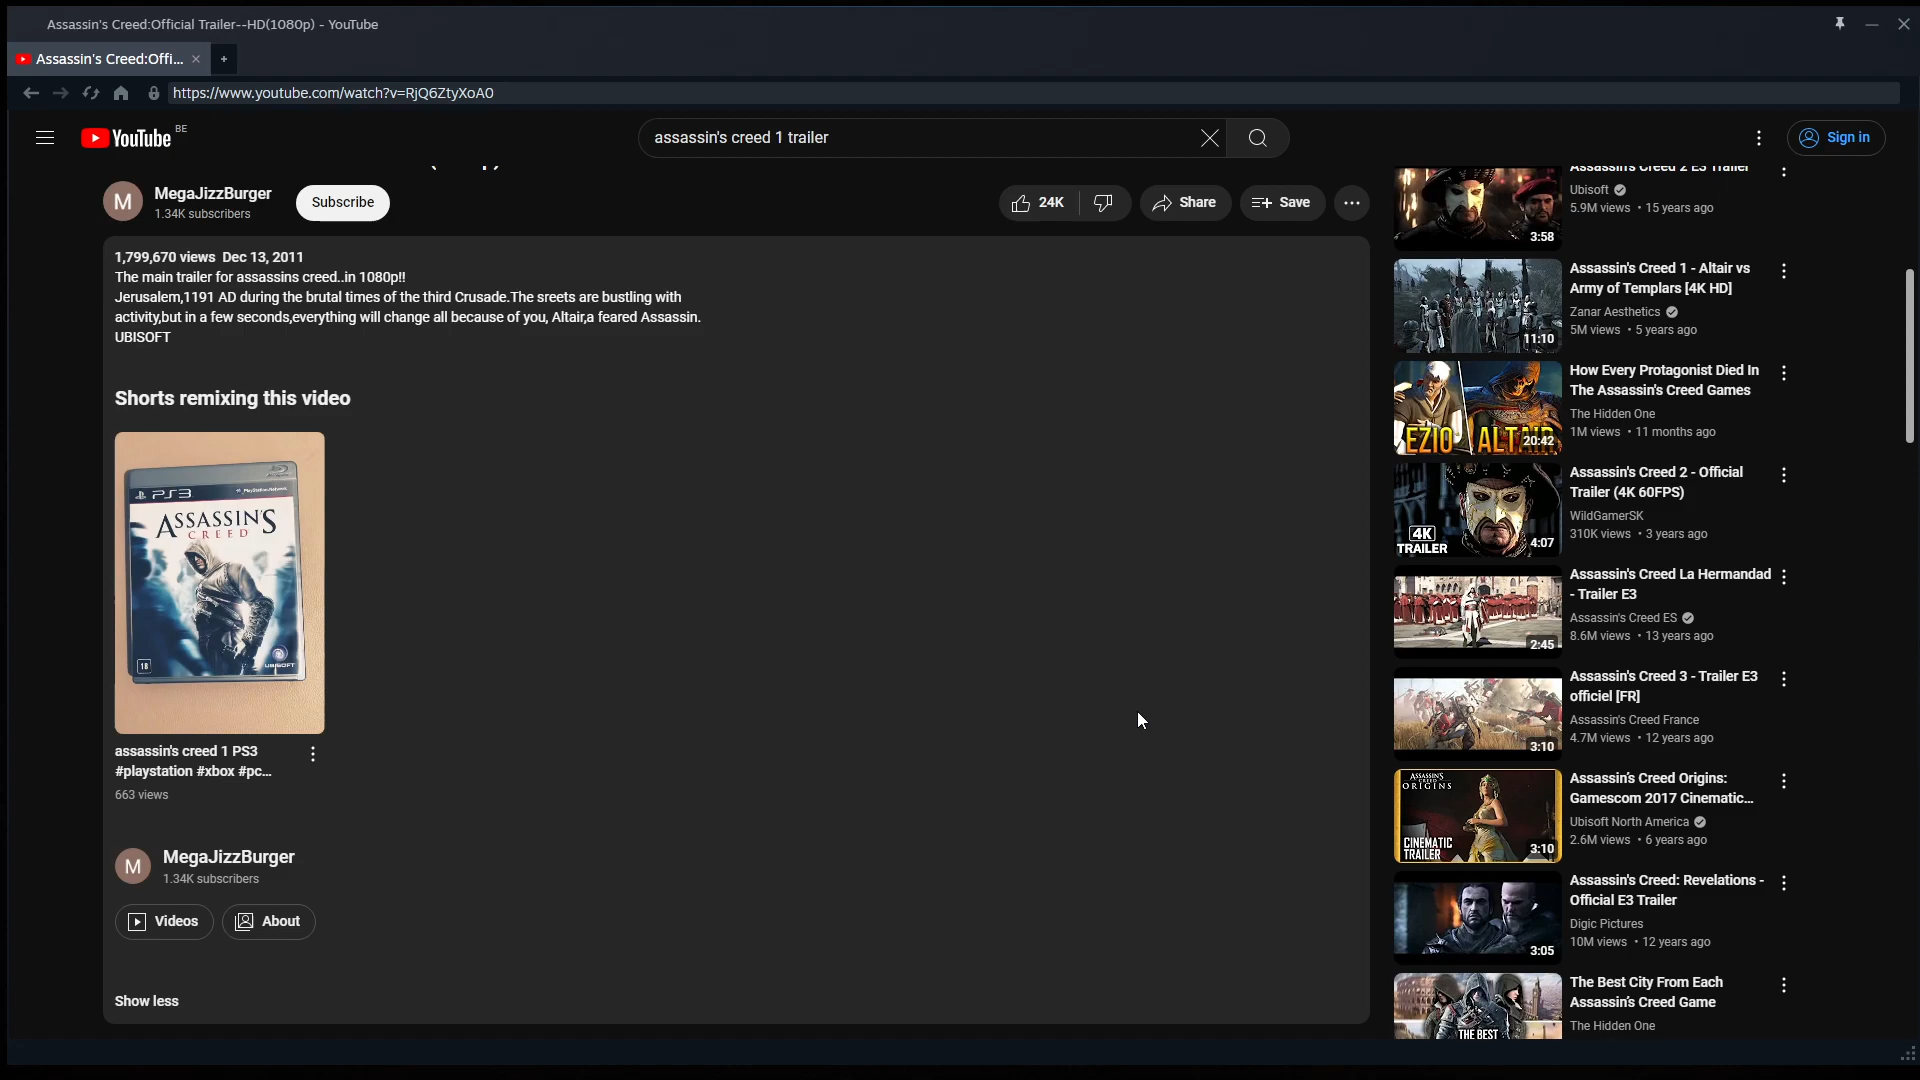 Assassin's Creed:Official Trailer--HD(1080p) - YouTube
Assassin's Creed:Offi...
https://www.youtube.com/watch?v=RjQ6ZtyXoA0
YouTube BE
assassin's creed 1 trailer
Sign in
M
MegaJizzBurger
1.34K subscribers
Subscribe
24K
Share
Save
1,799,670 views Dec 13, 2011
The main trailer for assassins creed..in 1080p!!
Jerusalem,1191 AD during the brutal times of the third Crusade.The sreets are bustling with
activity,but in a few seconds,everything will change all because of you, Altair,a feared Assassin.
UBISOFT
Shorts remixing this video
PS3
PlayStation Network
ASSASSIN'S
CREED
18
UBISOFT
assassin's creed 1 PS3
#playstation #xbox #pc...
663 views
M
MegaJizzBurger
1.34K subscribers
Videos
About
Show less
Assassin's Creed 2 E3 Trailer
Ubisoft
5.9M views • 15 years ago
3:58
Assassin's Creed 1 - Altair vs
Army of Templars [4K HD]
Zanar Aesthetics
5M views • 5 years ago
11:10
How Every Protagonist Died In
The Assassin's Creed Games
The Hidden One
1M views • 11 months ago
EZIO ALTAIR
20:42
Assassin's Creed 2 - Official
Trailer (4K 60FPS)
WildGamerSK
310K views • 3 years ago
4K
TRAILER
4:07
Assassin's Creed La Hermandad
- Trailer E3
Assassin's Creed ES
8.6M views • 13 years ago
2:45
Assassin's Creed 3 - Trailer E3
officiel [FR]
Assassin's Creed France
4.7M views • 12 years ago
3:10
Assassin's Creed Origins:
Gamescom 2017 Cinematic...
Ubisoft North America
2.6M views • 6 years ago
ASSASSIN'S
CREED
ORIGINS
CINEMATIC
TRAILER
3:10
Assassin's Creed: Revelations -
Official E3 Trailer
Digic Pictures
10M views • 12 years ago
3:05
The Best City From Each
Assassin's Creed Game
The Hidden One
THE BEST